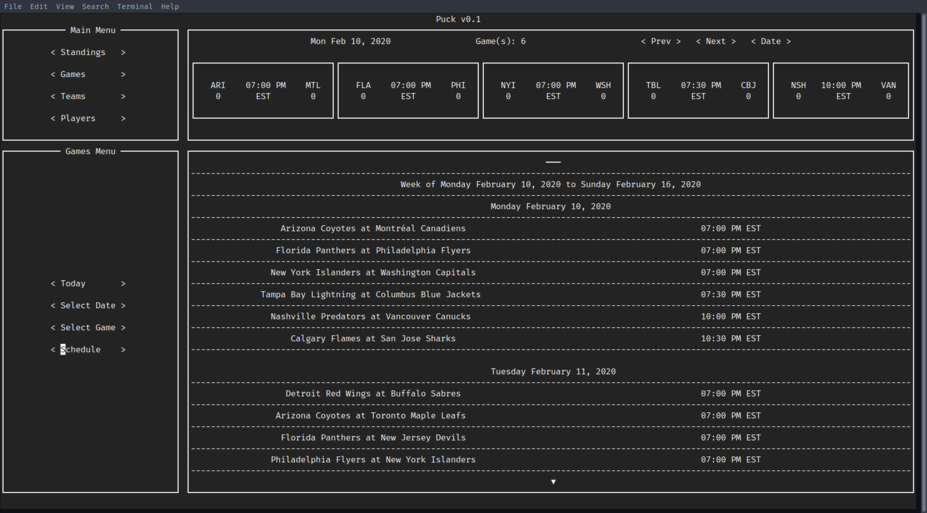 File Edit View Search Terminal Help
Puck v0.1
Main Menu
< Standings >
< Games >
< Teams >
< Players >
Mon Feb 10, 2020 Game(s): 6 < Prev > < Next > < Date >
ARI 07:00 PM MTL FLA 07:00 PM PHI NYI 07:00 PM WSH TBL 07:30 PM CBJ NSH 10:00 PM VAN
0 EST 0 0 EST 0 0 EST 0 0 EST 0 0 EST 0
Games Menu
< Today >
< Select Date >
< Select Game >
< Schedule >
Week of Monday February 10, 2020 to Sunday February 16, 2020
Monday February 10, 2020
Arizona Coyotes at Montréal Canadiens 07:00 PM EST
Florida Panthers at Philadelphia Flyers 07:00 PM EST
New York Islanders at Washington Capitals 07:00 PM EST
Tampa Bay Lightning at Columbus Blue Jackets 07:30 PM EST
Nashville Predators at Vancouver Canucks 10:00 PM EST
Calgary Flames at San Jose Sharks 10:30 PM EST
Tuesday February 11, 2020
Detroit Red Wings at Buffalo Sabres 07:00 PM EST
Arizona Coyotes at Toronto Maple Leafs 07:00 PM EST
Florida Panthers at New Jersey Devils 07:00 PM EST
Philadelphia Flyers at New York Islanders 07:00 PM EST
▼